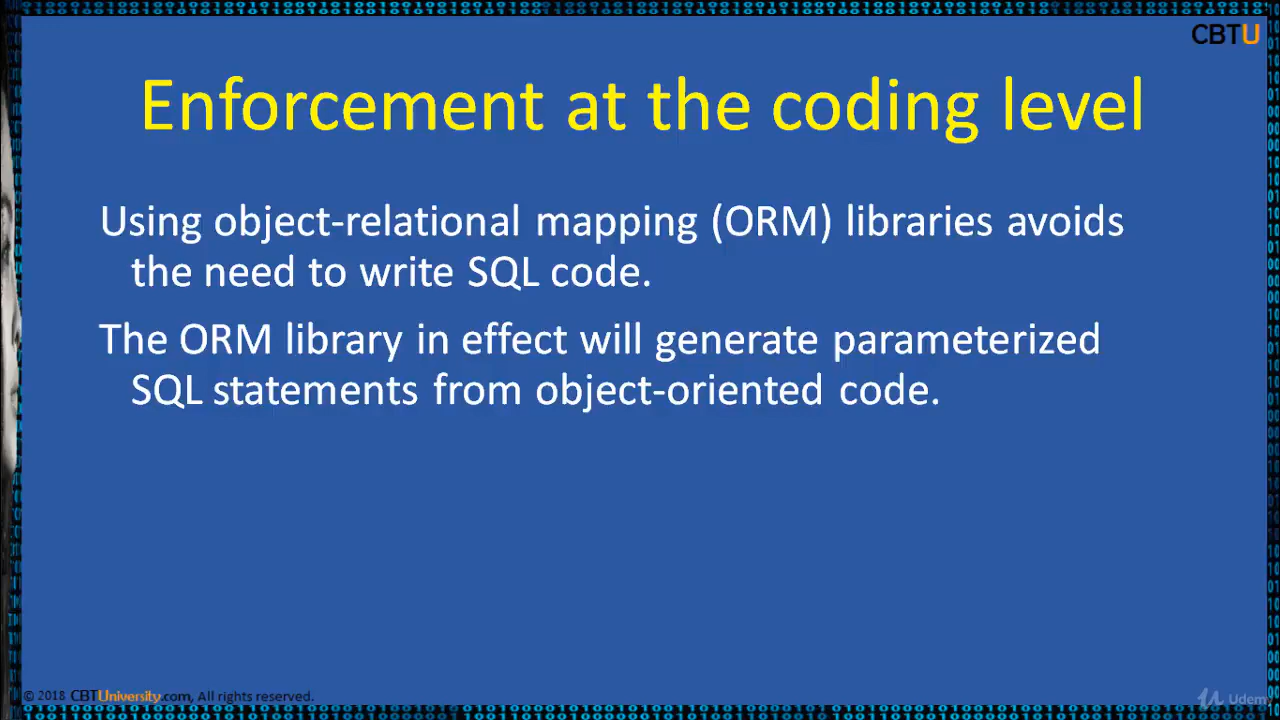 CBTU
Enforcement at the coding level
Using object-relational mapping (ORM) libraries avoids
the need to write SQL code.
The ORM library in effect will generate parameterized
SQL statements from object-oriented code.
© 2018 CBTUniversity.com, All rights reserved.